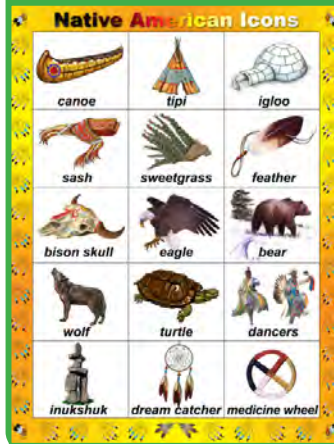 Native American Icons
canoe tipi igloo
sash sweetgrass feather
bison skull eagle bear
wolf turtle dancers
inukshuk dream catcher medicine wheel